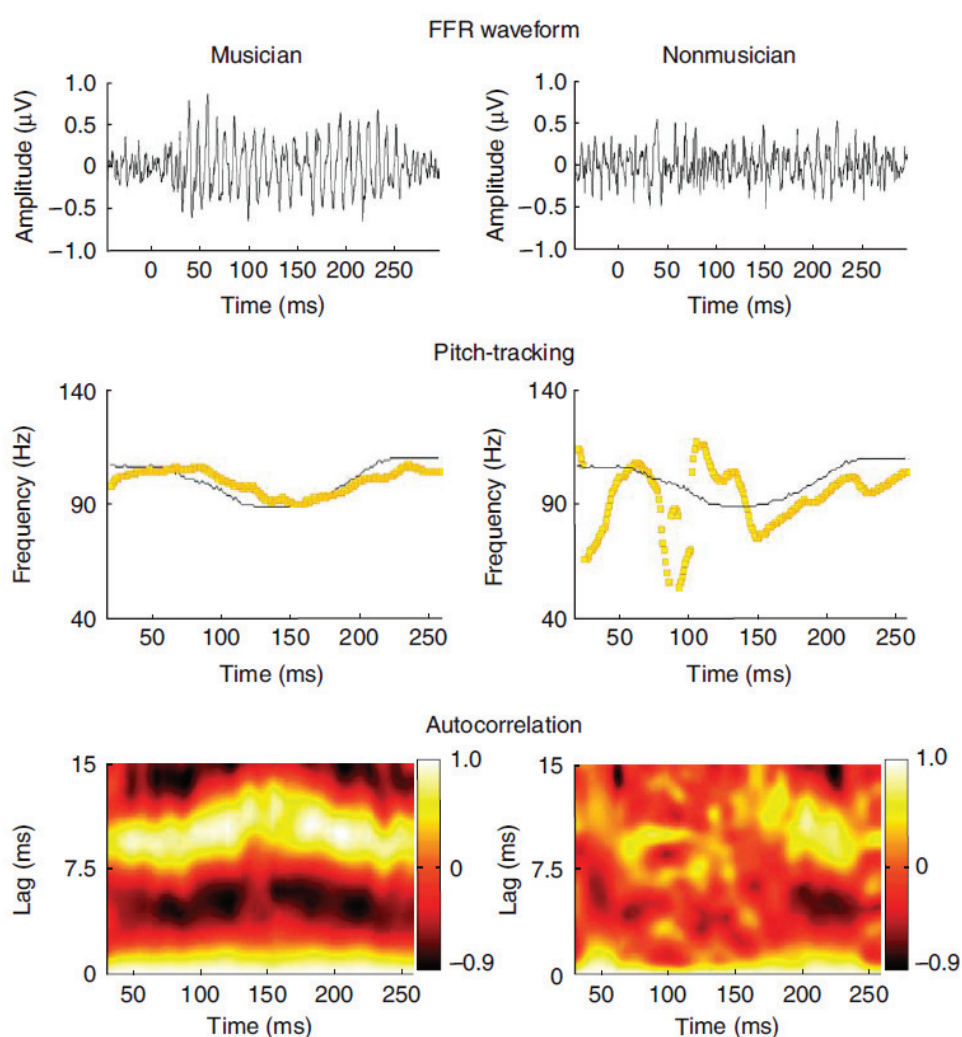 FFR waveform
Musician
Nonmusician
1.0
0.5
0
–0.5
–1.0
Amplitude (μV)
0 50 100 150 200 250
Time (ms)
1.0
0.5
0
–0.5
–1.0
Amplitude (μV)
0 50 100 150 200 250
Time (ms)
Pitch-tracking
140
90
40
Frequency (Hz)
50 100 150 200 250
Time (ms)
140
90
40
Frequency (Hz)
50 100 150 200 250
Time (ms)
Autocorrelation
15
7.5
0
Lag (ms)
50 100 150 200 250
Time (ms)
1.0
0
–0.9
15
7.5
0
Lag (ms)
50 100 150 200 250
Time (ms)
1.0
0
–0.9